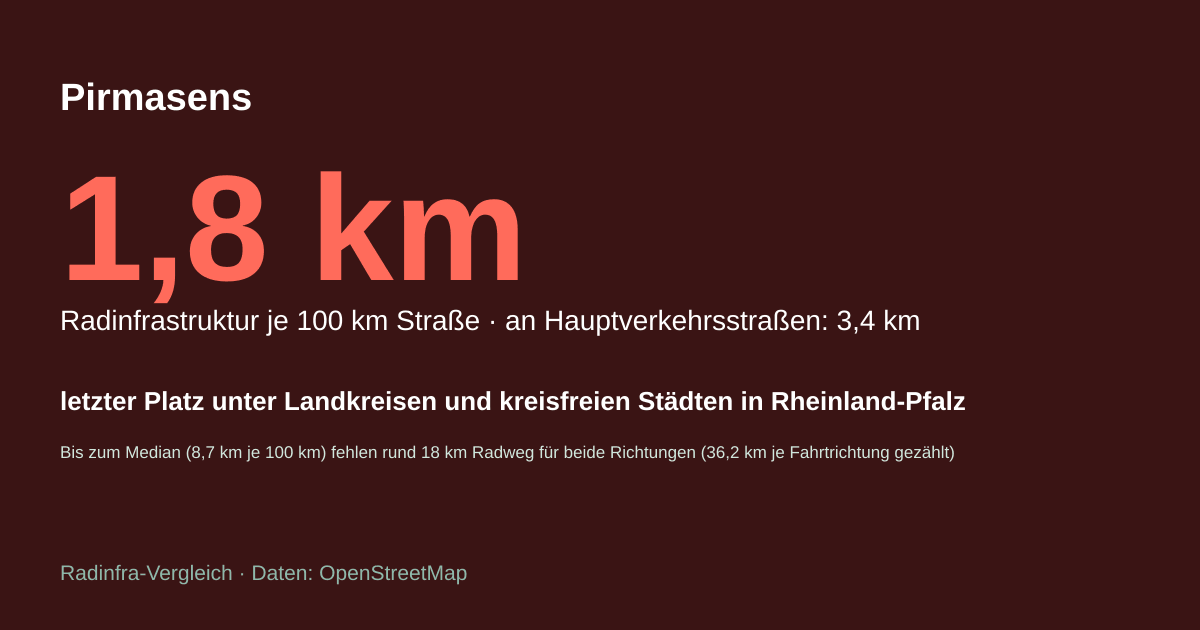 Pirmasens
1,8 km
Radinfrastruktur je 100 km Straße · an Hauptverkehrsstraßen: 3,4 km
letzter Platz unter Landkreisen und kreisfreien Städten in Rheinland-Pfalz
Bis zum Median (8,7 km je 100 km) fehlen rund 18 km Radweg für beide Richtungen (36,2 km je Fahrtrichtung gezählt)
Radinfra-Vergleich · Daten: OpenStreetMap